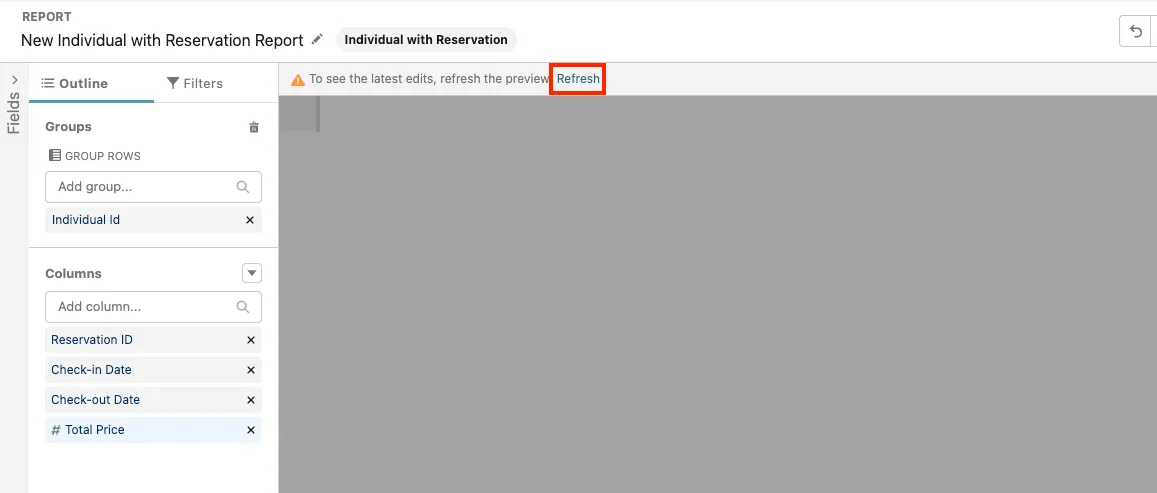 REPORT
New Individual with Reservation Report
Individual with Reservation
Fields
Outline
Filters
To see the latest edits, refresh the preview
Refresh
Groups
GROUP ROWS
Add group...
Individual Id
Columns
Add column...
Reservation ID
Check-in Date
Check-out Date
# Total Price